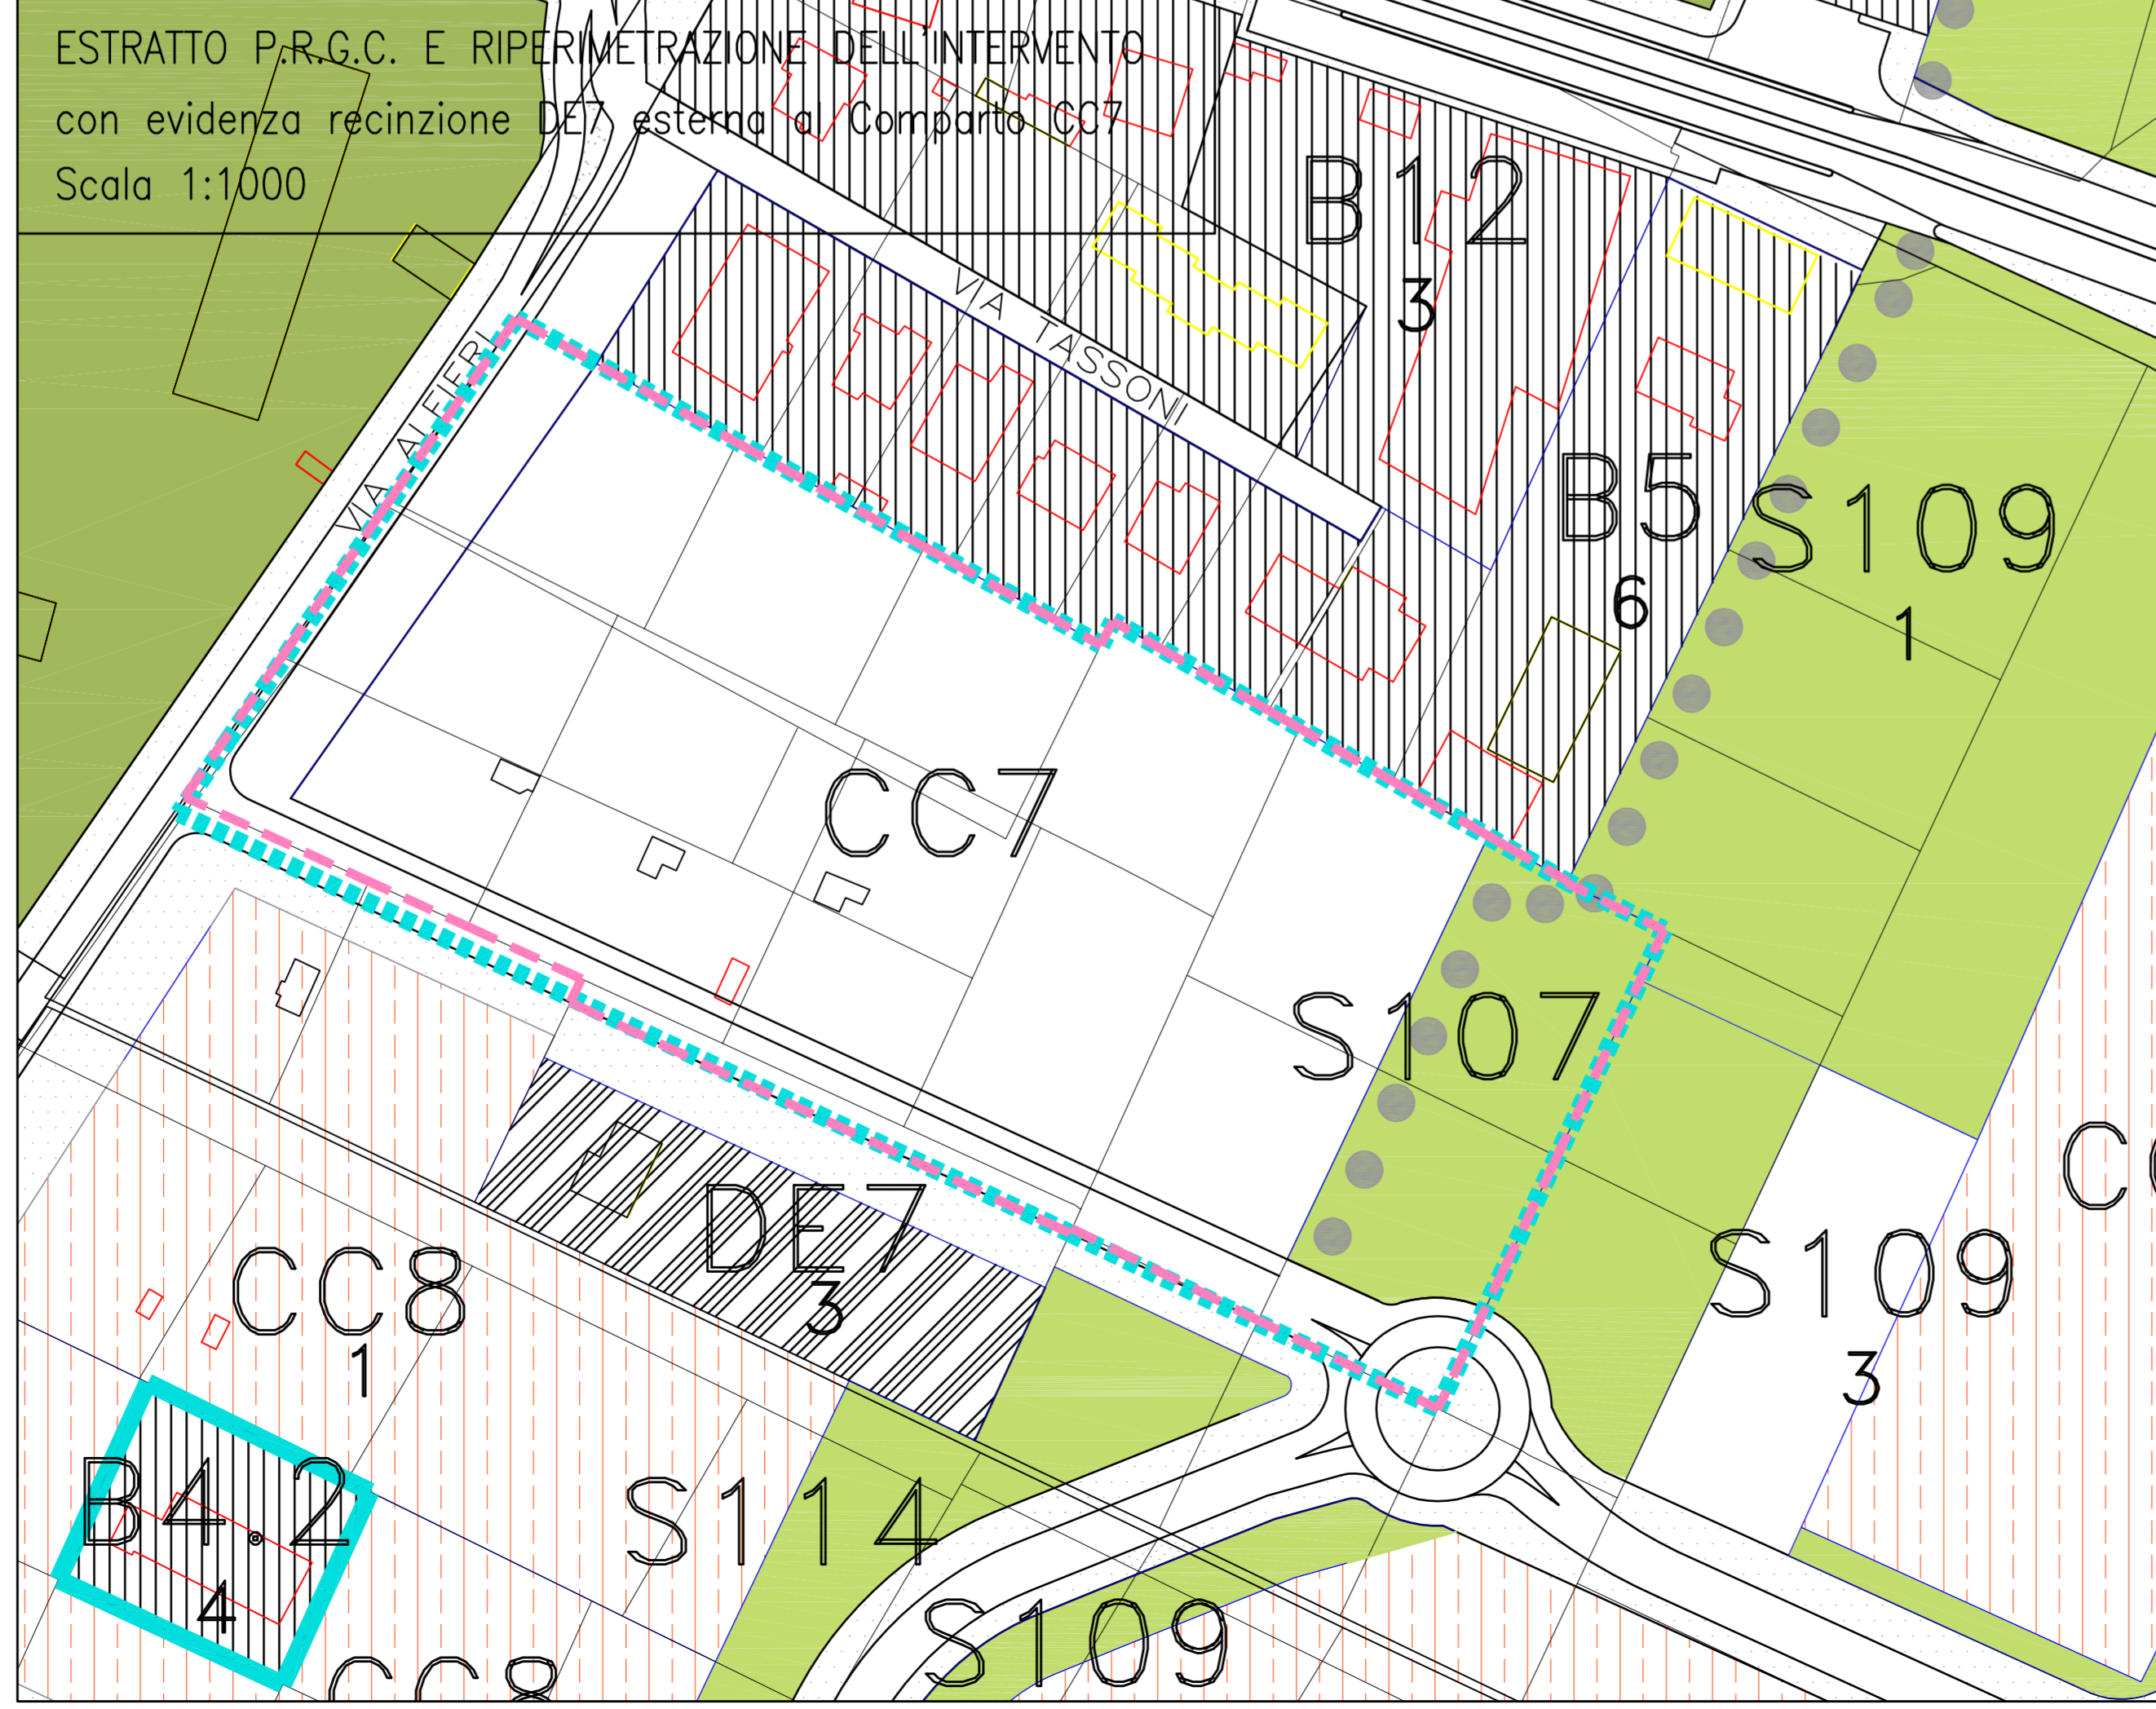 ESTRATTO P.R.G.C. E RIPERIMETRAZIONE DELL'INTERVENTO
con evidenza recinzione DE7 esterna al Comparto CC7
Scala 1:1000
B12
3
VIA TASSONI
VIA ALFIERI
B5
6
S109
1
CC7
S107
DE7
3
CC8
1
S109
3
B4.2
4
S114
S109
CC8